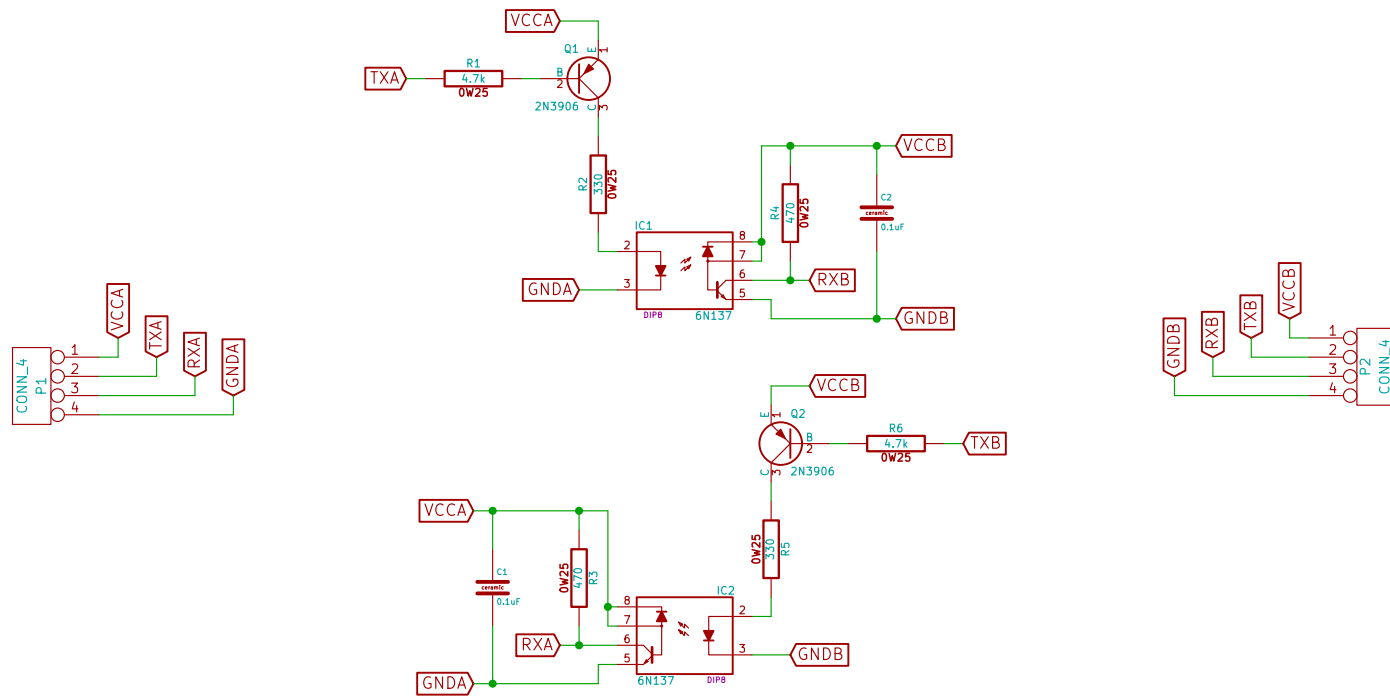 VCCA
Q1
E
1
TXA
R1
4.7k
0W25
B
2
2N3906
C
3
R2
330
0W25
VCCB
R4
470
0W25
C2
ceramic
0.1uF
IC1
2
3
8
7
6
5
GNDA
RXB
DIP8
6N137
GNDB
VCCA
TXA
RXA
GNDA
CONN_4
P1
1
2
3
4
GNDB
RXB
TXB
VCCB
1
2
3
4
P2
CONN_4
VCCB
E
1
Q2
B
2
R6
4.7k
0W25
TXB
C
3
2N3906
0W25
330
R5
VCCA
C1
ceramic
0.1uF
0W25
470
R3
IC2
8
7
6
5
2
3
RXA
GNDB
GNDA
6N137
DIP8